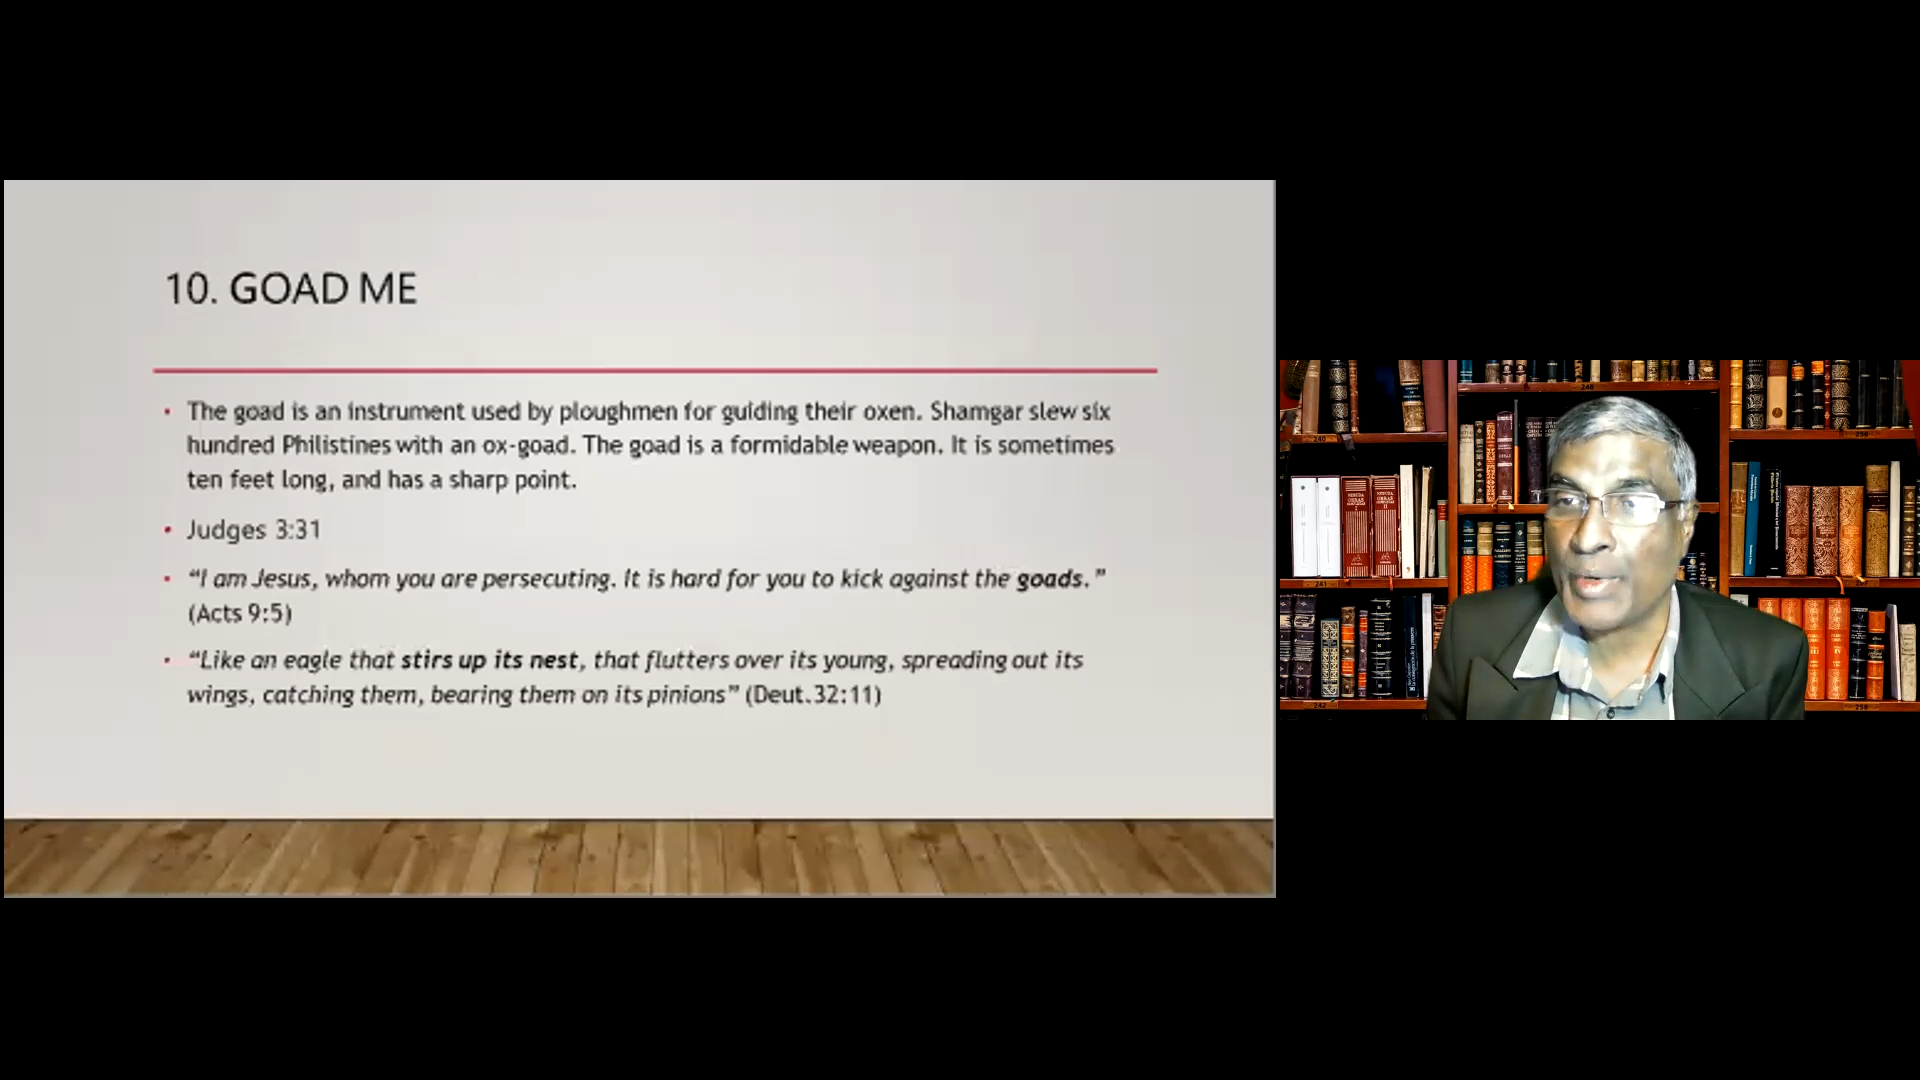 10. GOAD ME
• The goad is an instrument used by ploughmen for guiding their oxen. Shamgar slew six
hundred Philistines with an ox-goad. The goad is a formidable weapon. It is sometimes
ten feet long, and has a sharp point.
• Judges 3:31
• “I am Jesus, whom you are persecuting. It is hard for you to kick against the goads.”
(Acts 9:5)
• “Like an eagle that stirs up its nest, that flutters over its young, spreading out its
wings, catching them, bearing them on its pinions” (Deut.32:11)
240
241
242